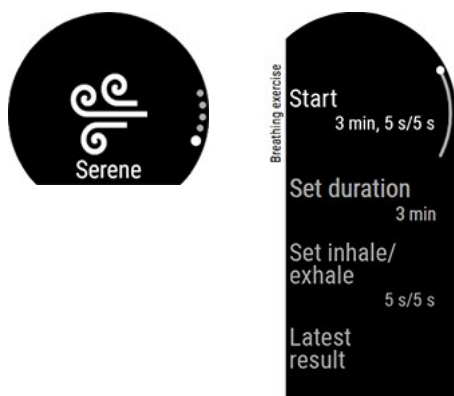 Serene
Breathing exercise
Start
3 min, 5 s/5 s
Set duration
3 min
Set inhale/
exhale
5 s/5 s
Latest
result